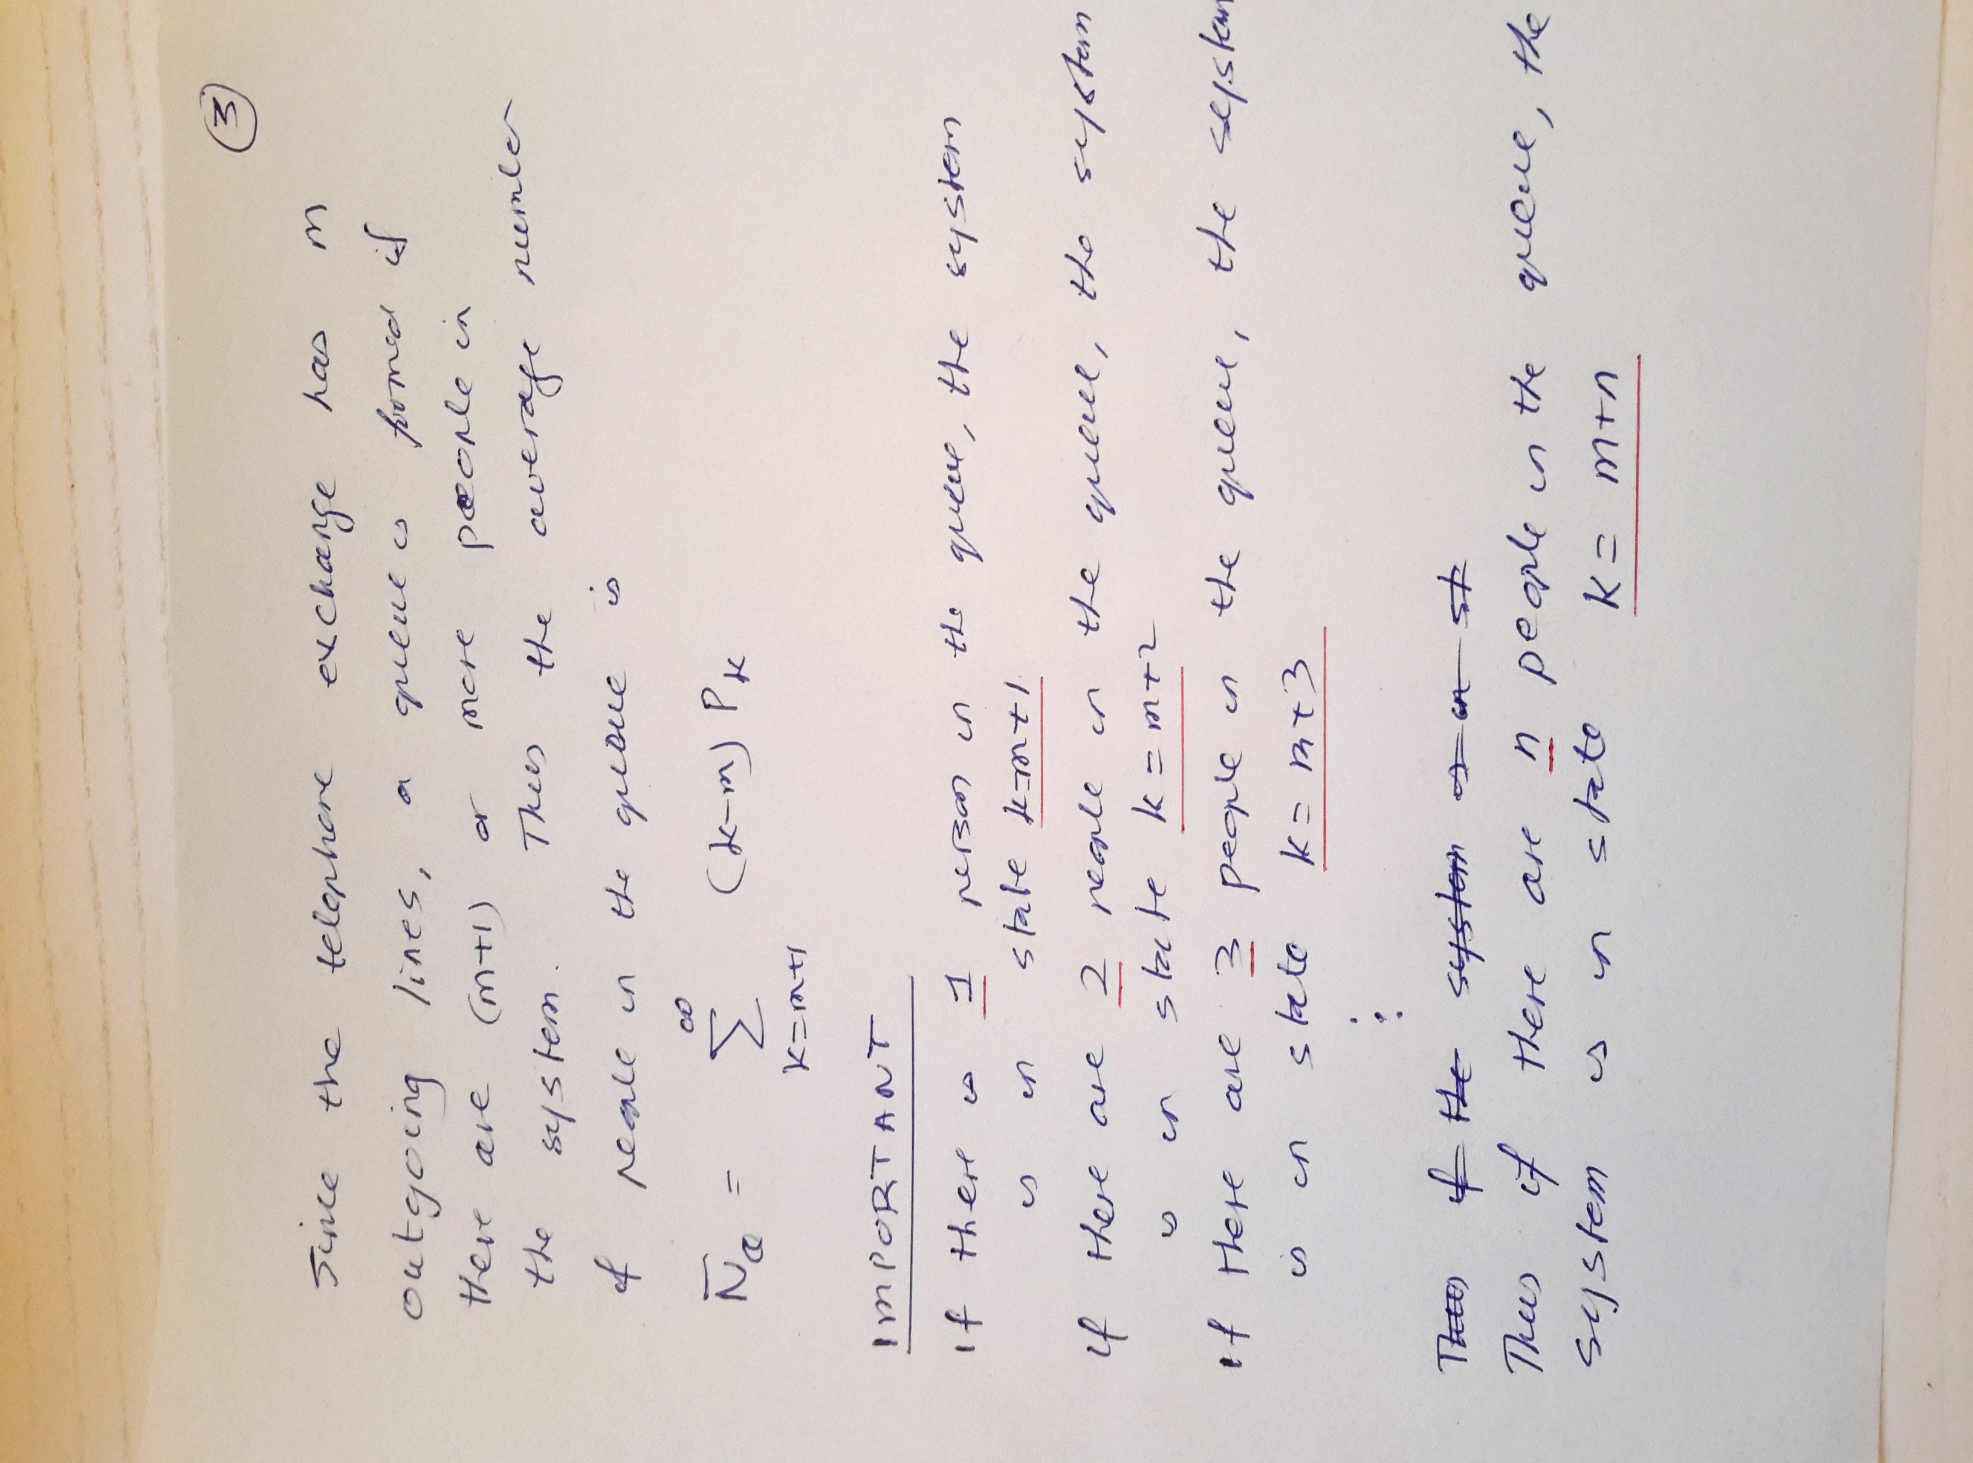 3
Since the telephone exchange has m
outgoing lines, a queue is formed if
there are (m+1) or more people in
the system. Thus the average number
of people in the queue is
N̄Q = ∞∑k=m+1 (k-m) Pk
IMPORTANT
If there is 1 person in the queue, the system
is in state k=m+1
If there are 2 people in the queue, the system
is in state k=m+2
If there are 3 people in the queue, the system
is in state k=m+3
⋮
Thus if the system is in st
Thus if there are n people in the queue, the
system is in state k=m+n